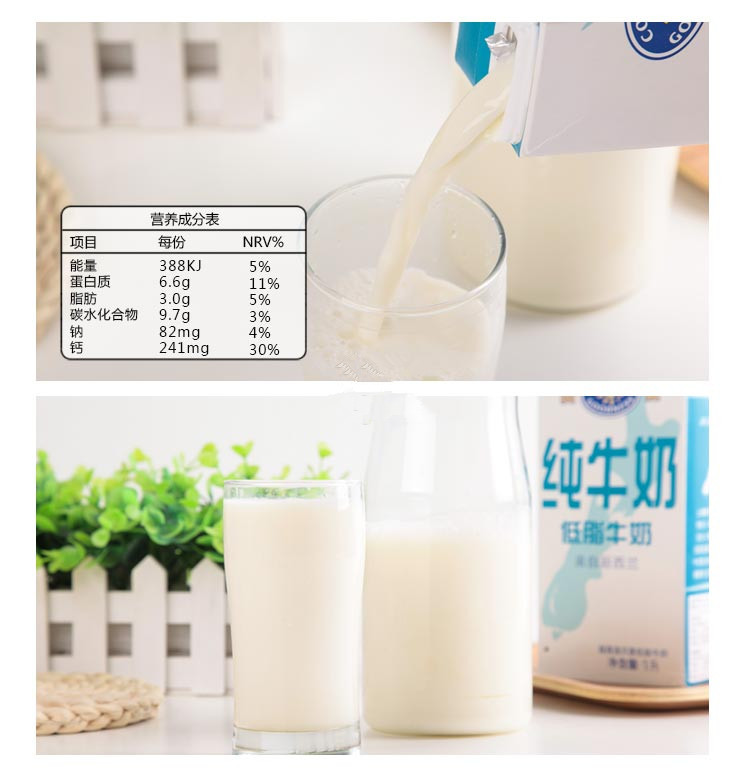 营养成分表
项目 每份 NRV%
能量 388KJ 5%
蛋白质 6.6g 11%
脂肪 3.0g 5%
碳水化合物 9.7g 3%
钠 82mg 4%
钙 241mg 30%
纯牛奶
低脂牛奶
来自新西兰
净含量：1L